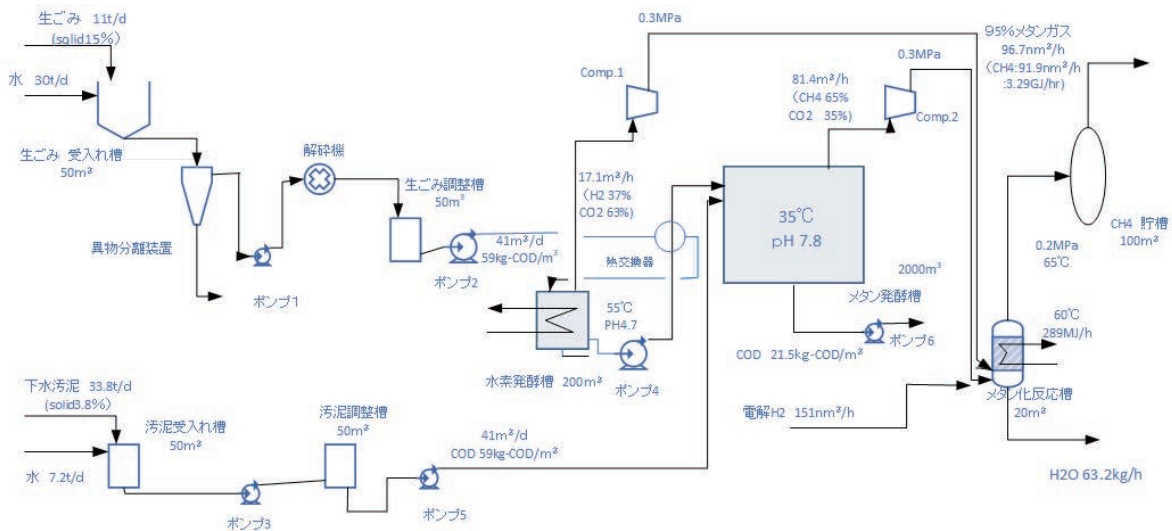 生ごみ 11t/d
(solid15%)
水 30t/d
生ごみ 受入れ槽
50m³
異物分離装置
ポンプ1
解砕機
生ごみ調整槽
50m³
ポンプ2
41m³/d
59kg-COD/m³
熱交換器
Comp.1
0.3MPa
17.1m³/h
(H2 37%
CO2 63%)
55℃
PH4.7
水素発酵槽 200m³
ポンプ4
81.4m³/h
(CH4 65%
CO2 35%)
0.3MPa
Comp.2
35℃
pH 7.8
2000m³
メタン発酵槽
ポンプ6
COD 21.5kg-COD/m³
95%メタンガス
96.7nm³/h
(CH4:91.9nm³/h
:3.29GJ/hr)
CH4 貯槽
100m³
0.2MPa
65℃
60℃
289MJ/h
メタン化反応槽
20m³
電解H2 151nm³/h
H2O 63.2kg/h
下水汚泥 33.8t/d
(solid3.8%)
汚泥受入れ槽
50m³
水 7.2t/d
ポンプ3
汚泥調整槽
50m³
ポンプ5
41m³/d
COD 59kg-COD/m³